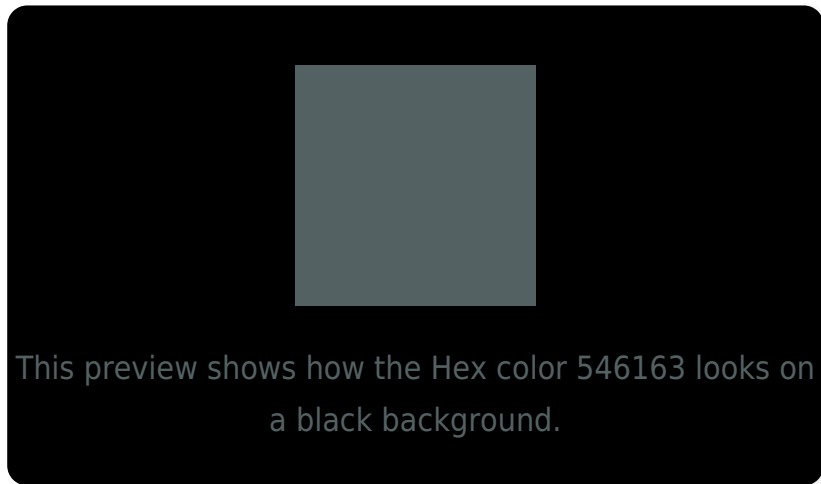 This preview shows how the Hex color 546163 looks on
a black background.